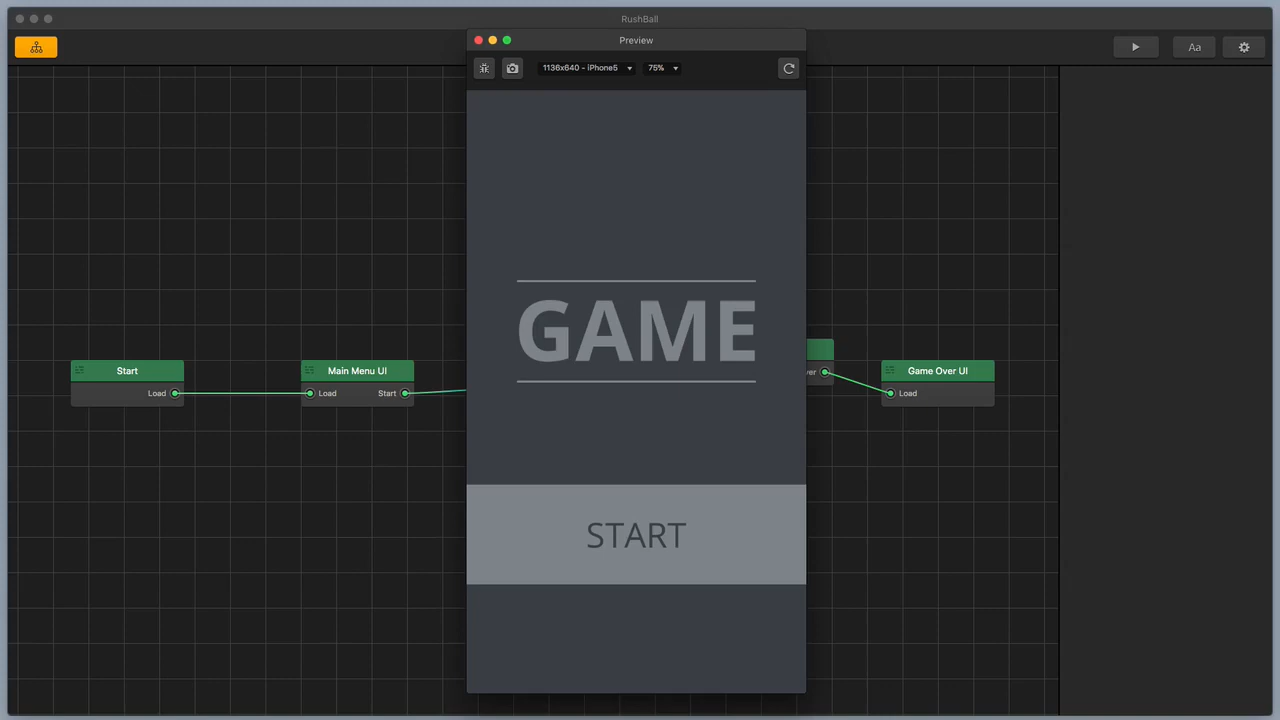 RushBall
Preview
1136x640 - iPhone5
75%
Aa
GAME
START
Start
Load
Main Menu UI
Load
Start
Game Over UI
Load